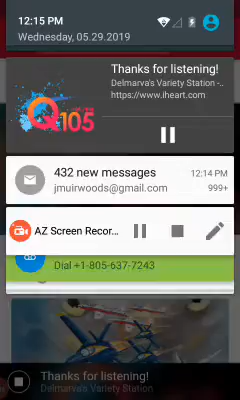 12:15 PM
Wednesday, 05.29.2019
Thanks for listening!
Delmarva's Variety Station -..
https://www.iheart.com
Q105
432 new messages
12:14 PM
jmuirwoods@gmail.com
999+
AZ Screen Recor...
Dial +1-805-637-7243
Thanks for listening!
Delmarva's Variety Station